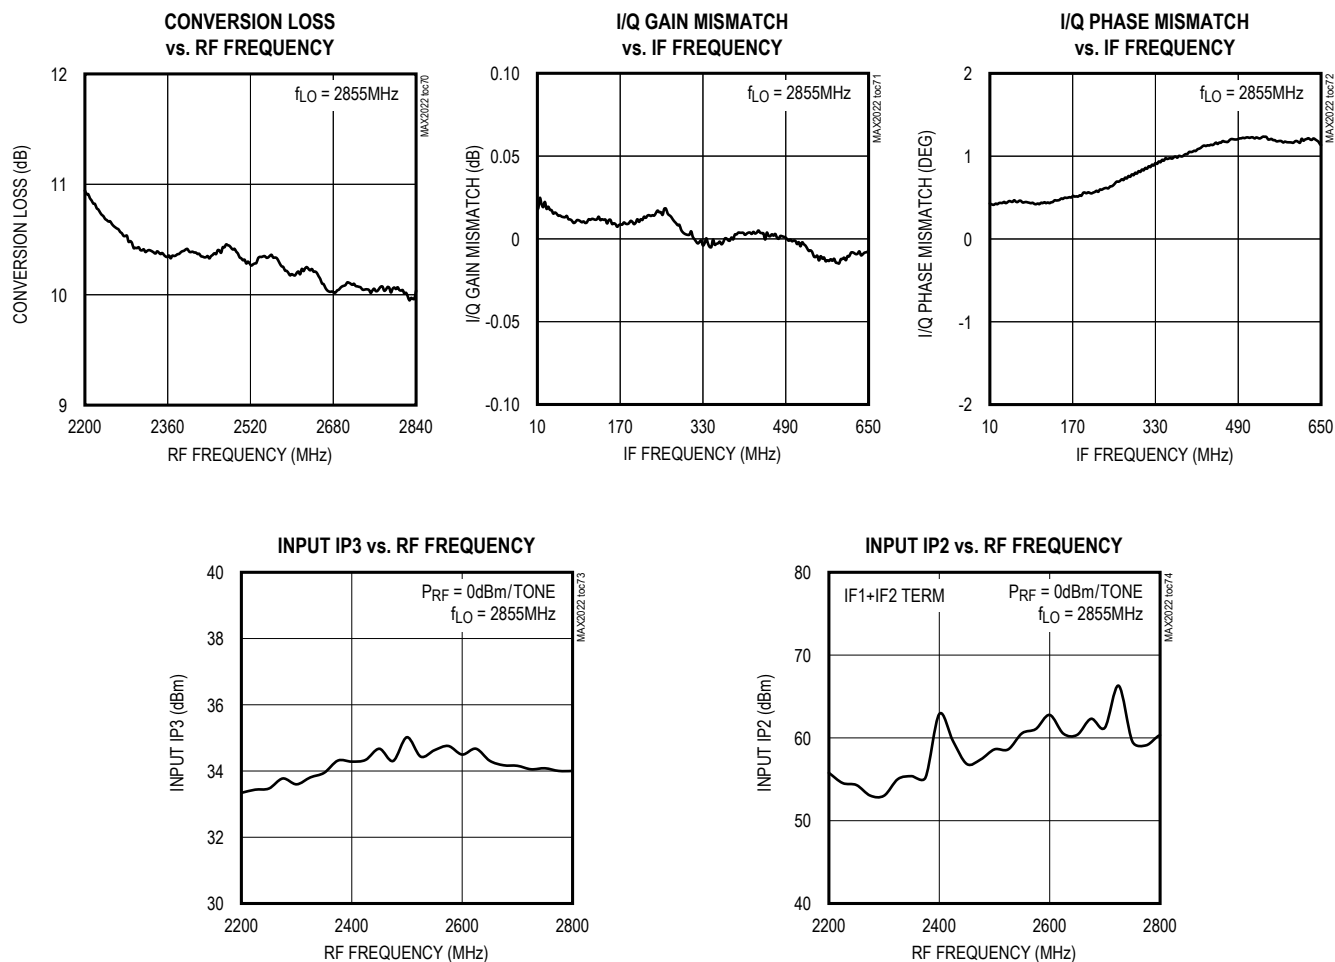 CONVERSION LOSS
vs. RF FREQUENCY
12
11
10
9
CONVERSION LOSS (dB)
fLO = 2855MHz
MAX2022 toc70
2200 2360 2520 2680 2840
RF FREQUENCY (MHz)
I/Q GAIN MISMATCH
vs. IF FREQUENCY
0.10
0.05
0
-0.05
-0.10
I/Q GAIN MISMATCH (dB)
fLO = 2855MHz
MAX2022 toc71
10 170 330 490 650
IF FREQUENCY (MHz)
I/Q PHASE MISMATCH
vs. IF FREQUENCY
2
1
0
-1
-2
I/Q PHASE MISMATCH (DEG)
fLO = 2855MHz
MAX2022 toc72
10 170 330 490 650
IF FREQUENCY (MHz)
INPUT IP3 vs. RF FREQUENCY
40
38
36
34
32
30
INPUT IP3 (dBm)
PRF = 0dBm/TONE
fLO = 2855MHz
MAX2022 toc73
2200 2400 2600 2800
RF FREQUENCY (MHz)
INPUT IP2 vs. RF FREQUENCY
80
70
60
50
40
INPUT IP2 (dBm)
IF1+IF2 TERM
PRF = 0dBm/TONE
fLO = 2855MHz
MAX2022 toc74
2200 2400 2600 2800
RF FREQUENCY (MHz)